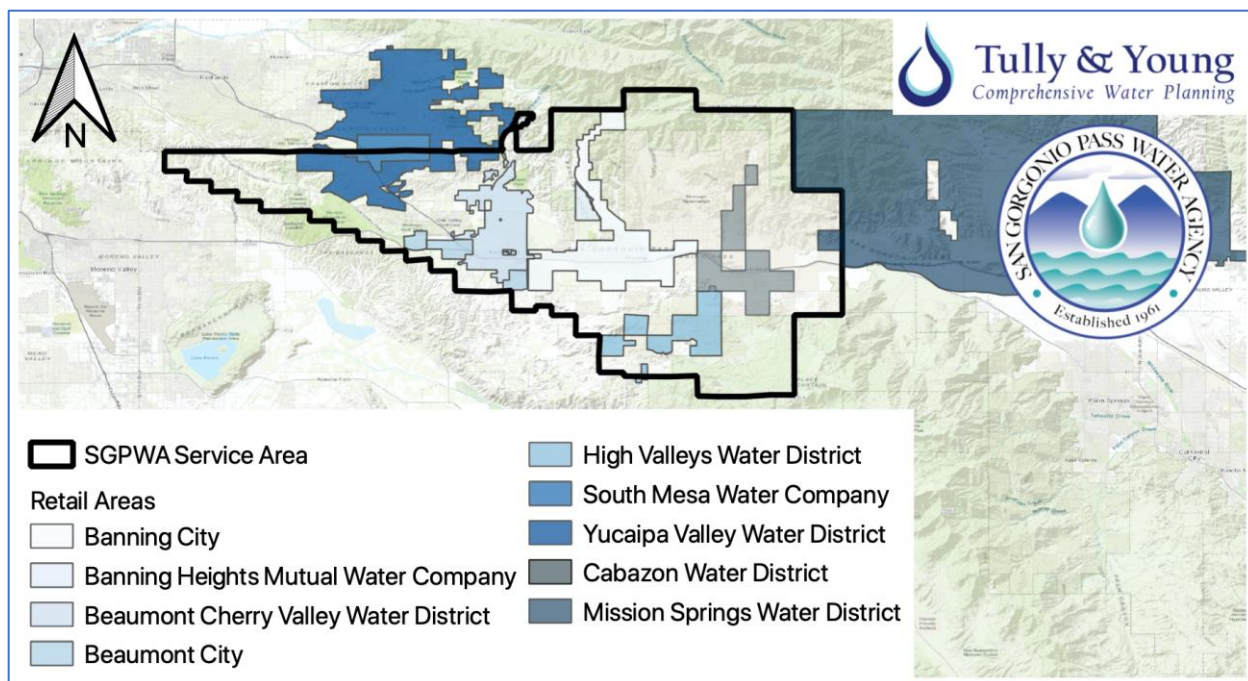 N
Tully & Young
Comprehensive Water Planning
SAN GORGONIO PASS WATER AGENCY
Established 1961
Moreno Valley
SGPWA Service Area
Retail Areas
Banning City
Banning Heights Mutual Water Company
Beaumont Cherry Valley Water District
Beaumont City
High Valleys Water District
South Mesa Water Company
Yucaipa Valley Water District
Cabazon Water District
Mission Springs Water District